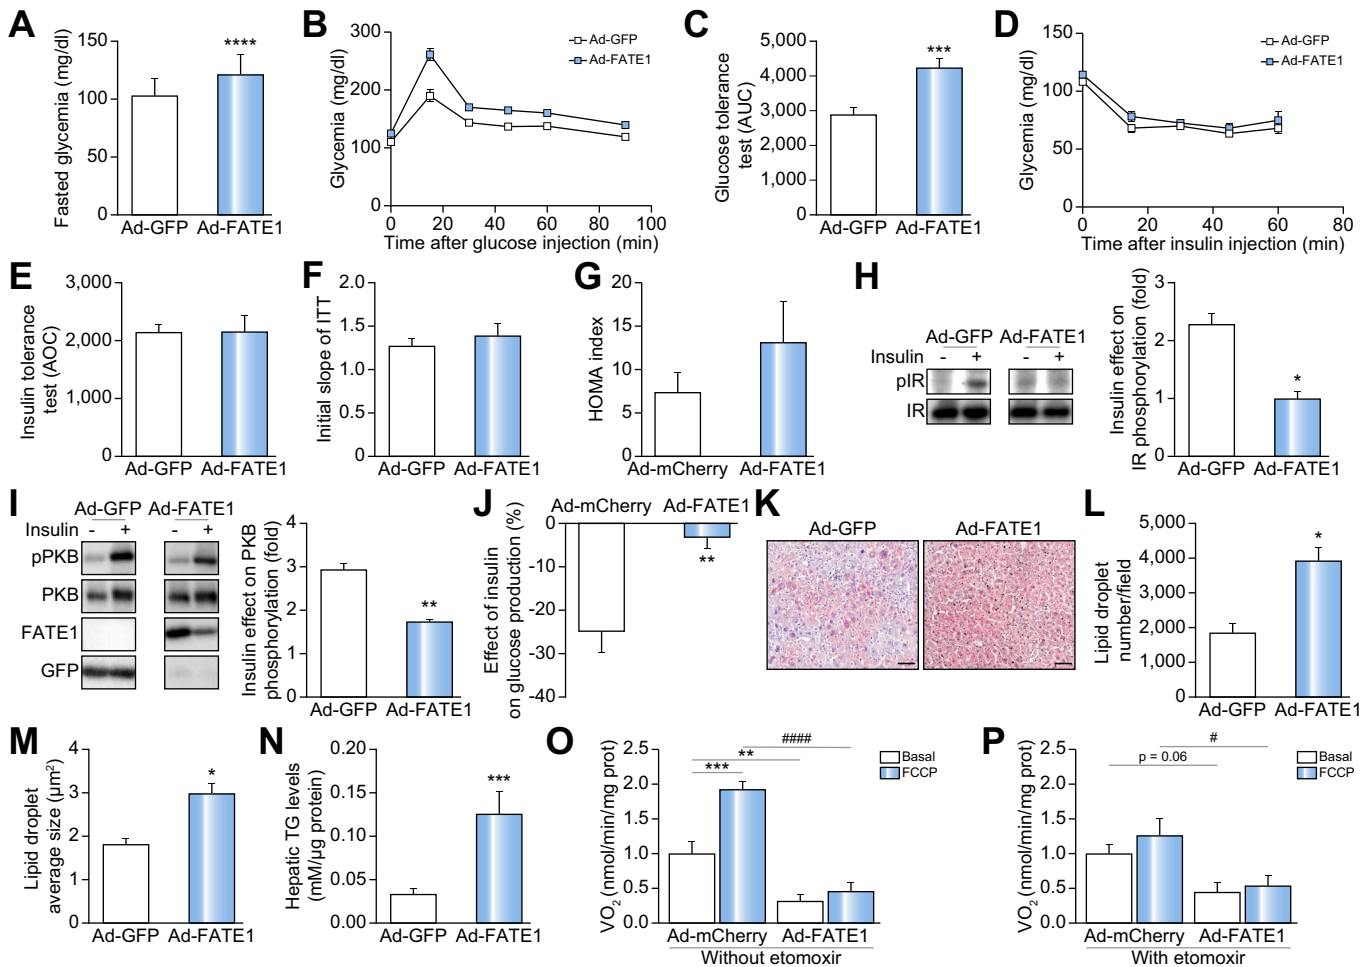 A
Fasted glycemia (mg/dl)
150
100
50
0
****
Ad-GFP Ad-FATE1
B
Glycemia (mg/dl)
300
200
100
0
Ad-GFP
Ad-FATE1
0 20 40 60 80 100
Time after glucose injection (min)
C
Glucose tolerance
test (AUC)
5,000
4,000
3,000
2,000
1,000
0
***
Ad-GFP Ad-FATE1
D
Glycemia (mg/dl)
150
100
50
0
Ad-GFP
Ad-FATE1
0 20 40 60 80
Time after insulin injection (min)
E
Insulin tolerance
test (AOC)
3,000
2,000
1,000
0
Ad-GFP Ad-FATE1
F
Initial slope of ITT
2.0
1.5
1.0
0.5
0
Ad-GFP Ad-FATE1
G
HOMA index
20
15
10
5
0
Ad-mCherry Ad-FATE1
H
Ad-GFP Ad-FATE1
Insulin - + - +
pIR
IR
Insulin effect on
IR phosphorylation (fold)
3
2
1
0
*
Ad-GFP Ad-FATE1
I
Ad-GFP Ad-FATE1
Insulin - + - +
pPKB
PKB
FATE1
GFP
Insulin effect on PKB
phosphorylation (fold)
4
3
2
1
0
**
Ad-GFP Ad-FATE1
J
Ad-mCherry Ad-FATE1
Effect of insulin
on glucose production (%)
0
-10
-20
-30
-40
**
K
Ad-GFP Ad-FATE1
L
Lipid droplet
number/field
5,000
4,000
3,000
2,000
1,000
0
*
Ad-GFP Ad-FATE1
M
Lipid droplet
average size (µm²)
4
3
2
1
0
*
Ad-GFP Ad-FATE1
N
Hepatic TG levels
(mM/µg protein)
0.20
0.15
0.10
0.05
0.00
***
Ad-GFP Ad-FATE1
O
VO₂ (nmol/min/mg prot)
2.5
2.0
1.5
1.0
0.5
0.0
####
**
***
Basal
FCCP
Ad-mCherry Ad-FATE1
Without etomoxir
P
VO₂ (nmol/min/mg prot)
2.5
2.0
1.5
1.0
0.5
0.0
#
p = 0.06
Basal
FCCP
Ad-mCherry Ad-FATE1
With etomoxir